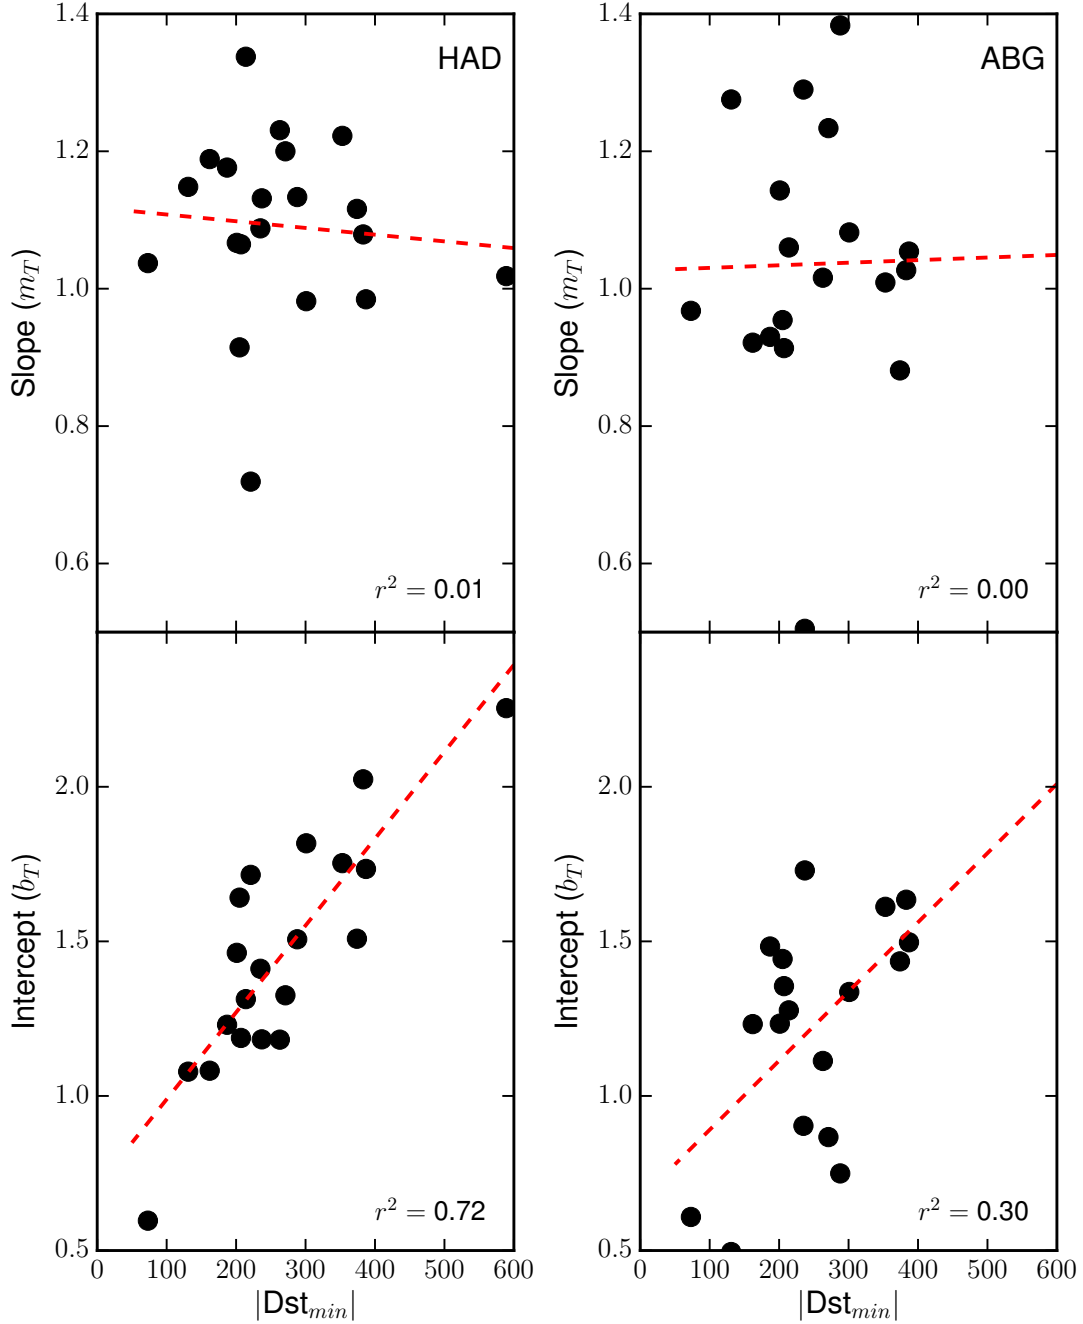 1.4
1.2
1.0
0.8
0.6
Slope (m_T)
HAD
r² = 0.01
1.4
1.2
1.0
0.8
0.6
Slope (m_T)
ABG
r² = 0.00
2.0
1.5
1.0
0.5
Intercept (b_T)
r² = 0.72
0 100 200 300 400 500 600
|Dst_min|
2.0
1.5
1.0
0.5
Intercept (b_T)
r² = 0.30
0 100 200 300 400 500 600
|Dst_min|